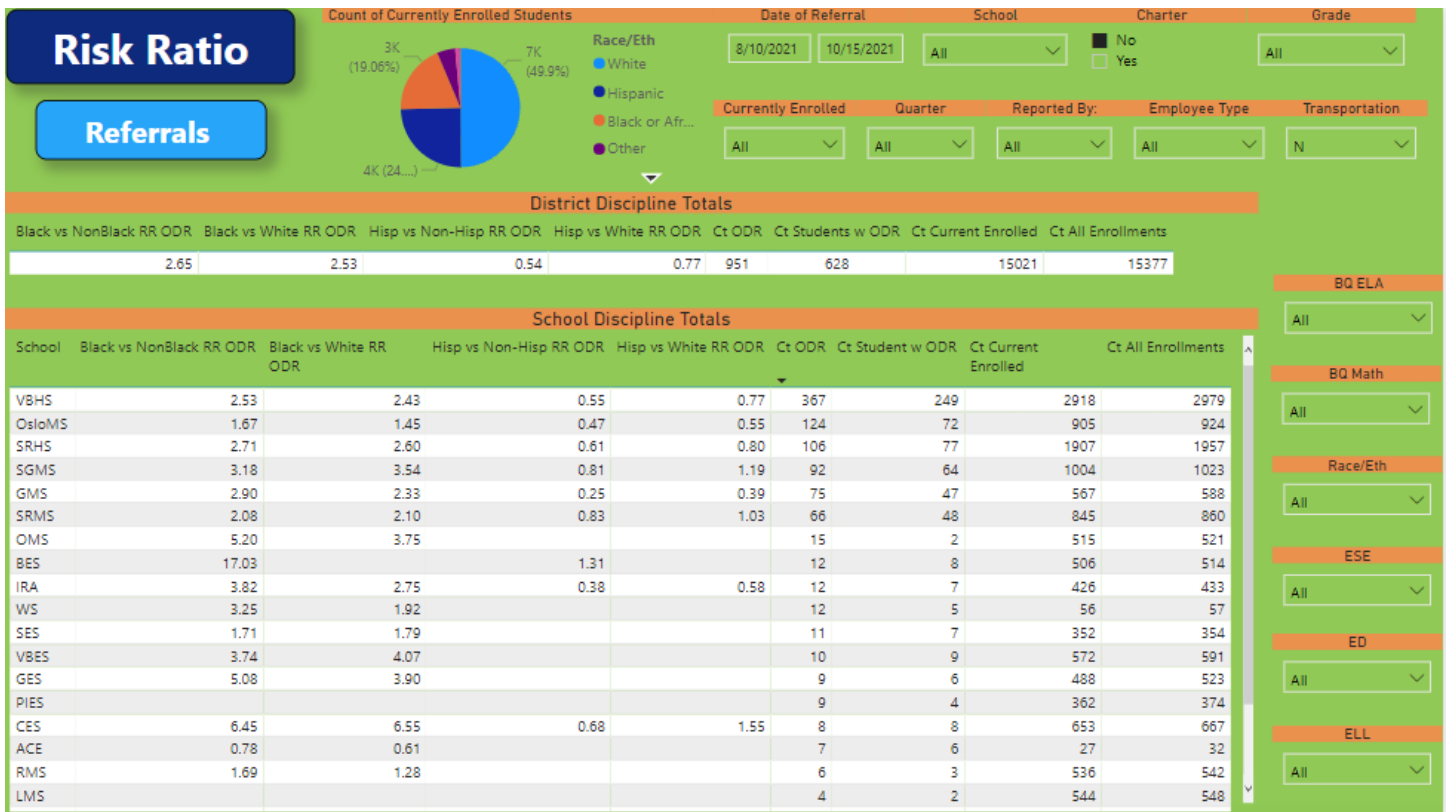 Risk Ratio
Referrals
Count of Currently Enrolled Students
3K
(19.06%)
7K
(49.9%)
4K (24....)
Race/Eth
White
Hispanic
Black or Afr...
Other
Date of Referral School Charter Grade
8/10/2021 10/15/2021 All No All
Yes
Currently Enrolled Quarter Reported By: Employee Type Transportation
All All All All N
District Discipline Totals
Black vs NonBlack RR ODR Black vs White RR ODR Hisp vs Non-Hisp RR ODR Hisp vs White RR ODR Ct ODR Ct Students w ODR Ct Current Enrolled Ct All Enrollments
2.65 2.53 0.54 0.77 951 628 15021 15377
School Discipline Totals
School Black vs NonBlack RR ODR Black vs White RR ODR Hisp vs Non-Hisp RR ODR Hisp vs White RR ODR Ct ODR Ct Student w ODR Ct Current Enrolled Ct All Enrollments
VBHS 2.53 2.43 0.55 0.77 367 249 2918 2979
OsloMS 1.67 1.45 0.47 0.55 124 72 905 924
SRHS 2.71 2.60 0.61 0.80 106 77 1907 1957
SGMS 3.18 3.54 0.81 1.19 92 64 1004 1023
GMS 2.90 2.33 0.25 0.39 75 47 567 588
SRMS 2.08 2.10 0.83 1.03 66 48 845 860
OMS 5.20 3.75 15 2 515 521
BES 17.03 1.31 12 8 506 514
IRA 3.82 2.75 0.38 0.58 12 7 426 433
WS 3.25 1.92 12 5 56 57
SES 1.71 1.79 11 7 352 354
VBES 3.74 4.07 10 9 572 591
GES 5.08 3.90 9 6 488 523
PIES 9 4 362 374
CES 6.45 6.55 0.68 1.55 8 8 653 667
ACE 0.78 0.61 7 6 27 32
RMS 1.69 1.28 6 3 536 542
LMS 4 2 544 548
BQ ELA
All
BQ Math
All
Race/Eth
All
ESE
All
ED
All
ELL
All